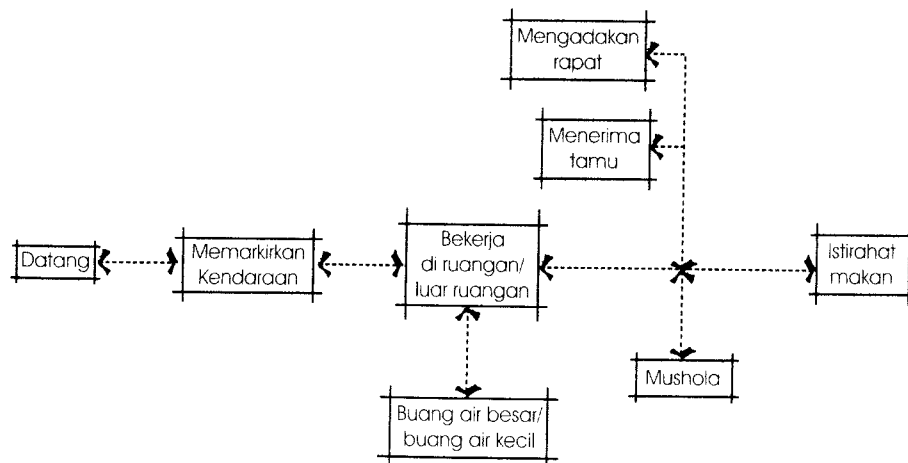 Mengadakan
rapat
Menerima
tamu
Datang
Memarkirkan
Kendaraan
Bekerja
di ruangan/
luar ruangan
Istirahat
makan
Mushola
Buang air besar/
buang air kecil